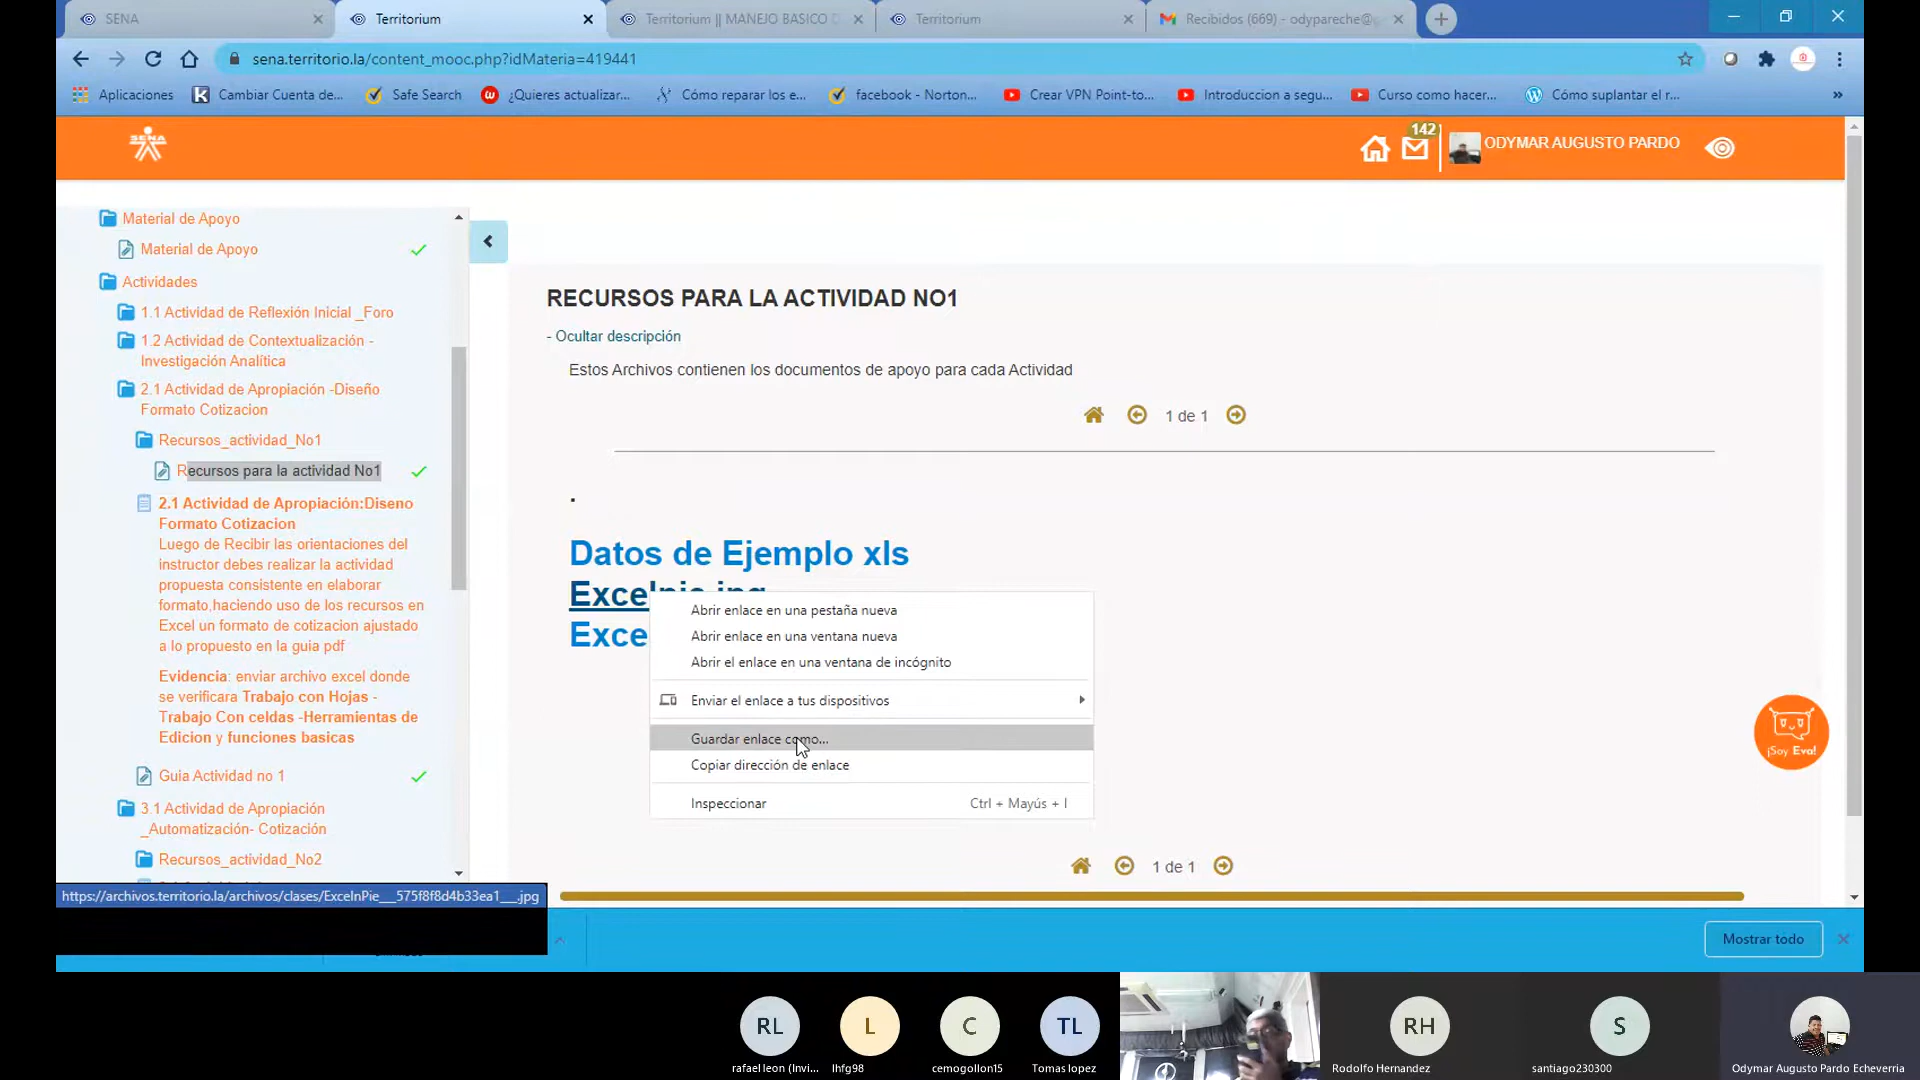 SENA
Territorium
Territorium || MANEJO BASICO D
Territorium
Recibidos (669) - odypareche@g
sena.territorio.la/content_mooc.php?idMateria=419441
Aplicaciones
Cambiar Cuenta de...
Safe Search
¿Quieres actualizar...
Cómo reparar los e...
facebook - Norton...
Crear VPN Point-to...
Introduccion a segu...
Curso como hacer...
Cómo suplantar el r...
»
SENA
142
ODYMAR AUGUSTO PARDO
Material de Apoyo
Material de Apoyo
Actividades
1.1 Actividad de Reflexión Inicial _Foro
1.2 Actividad de Contextualización -
Investigación Analítica
2.1 Actividad de Apropiación -Diseño
Formato Cotizacion
Recursos_actividad_No1
Recursos para la actividad No1
2.1 Actividad de Apropiación:Diseno
Formato Cotizacion
Luego de Recibir las orientaciones del
instructor debes realizar la actividad
propuesta consistente en elaborar
formato,haciendo uso de los recursos en
Excel un formato de cotizacion ajustado
a lo propuesto en la guia pdf
Evidencia: enviar archivo excel donde
se verificara Trabajo con Hojas -
Trabajo Con celdas -Herramientas de
Edicion y funciones basicas
Guia Actividad no 1
3.1 Actividad de Apropiación
_Automatización- Cotización
Recursos_actividad_No2
https://archivos.territorio.la/archivos/clases/ExcelnPie___575f8f8d4b33ea1___.jpg
RECURSOS PARA LA ACTIVIDAD NO1
- Ocultar descripción
Estos Archivos contienen los documentos de apoyo para cada Actividad
1 de 1
.
Datos de Ejemplo xls
Excelpie.jpg
Exce
Abrir enlace en una pestaña nueva
Abrir enlace en una ventana nueva
Abrir el enlace en una ventana de incógnito
Enviar el enlace a tus dispositivos
Guardar enlace como...
Copiar dirección de enlace
Inspeccionar Ctrl + Mayús + I
¡Soy Eva!
1 de 1
Mostrar todo
RL
L
C
TL
RH
S
rafael leon (Invi...
lhfg98
cemogollon15
Tomas lopez
Rodolfo Hernandez
santiago230300
Odymar Augusto Pardo Echeverria